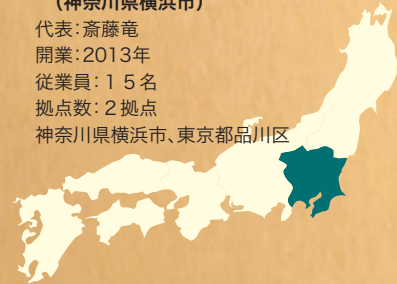 （神奈川県横浜市）
代表：斎藤竜
開業：2013年
従業員：１５名
拠点数：２拠点
神奈川県横浜市、東京都品川区